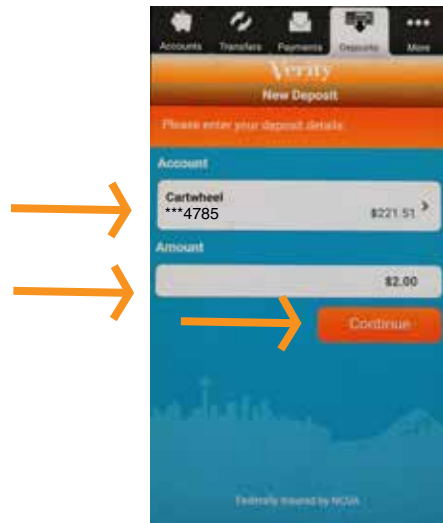 Accounts Transfers Payments Deposits More
Verity
New Deposit
Please enter your deposit details
Account
Cartwheel
***4785 $221.51 >
Amount
$2.00
Continue
Federally Insured by NCUA